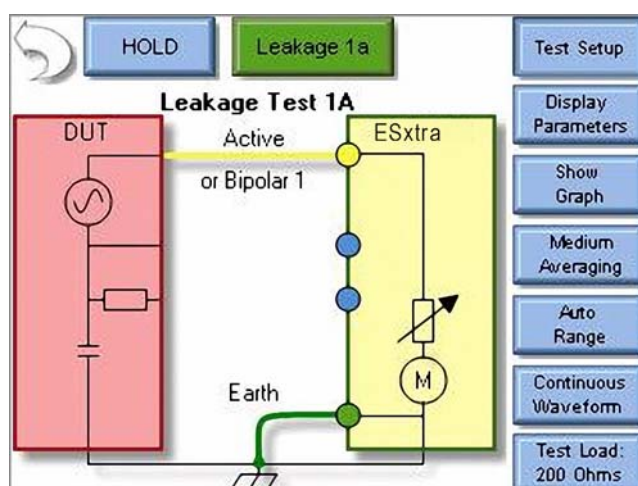 HOLD
Leakage 1a
Test Setup
Leakage Test 1A
Display
Parameters
DUT
Active
ESxtra
or Bipolar 1
Show
Graph
Medium
Averaging
Auto
Range
M
Earth
Continuous
Waveform
Test Load:
200 Ohms